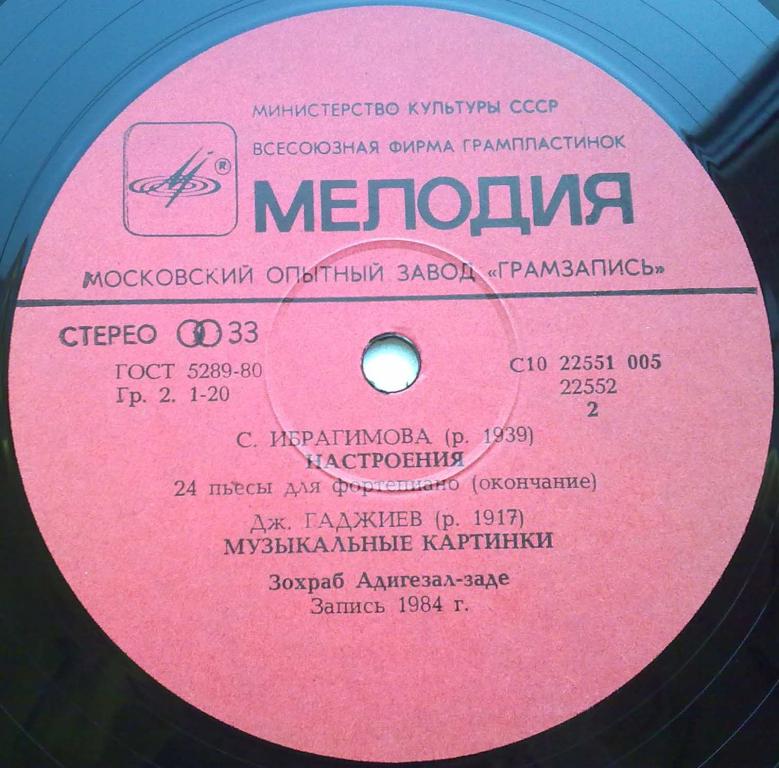 МИНИСТЕРСТВО КУЛЬТУРЫ СССР
ВСЕСОЮЗНАЯ ФИРМА ГРАМПЛАСТИНОК
®
МЕЛОДИЯ
МОСКОВСКИЙ ОПЫТНЫЙ ЗАВОД «ГРАМЗАПИСЬ»
СТЕРЕО 33
ГОСТ 5289-80
Гр. 2. 1-20
С10 22551 005
22552
2
С. ИБРАГИМОВА (р. 1939)
НАСТРОЕНИЯ
24 пьесы для фортепиано (окончание)
Дж. ГАДЖИЕВ (р. 1917)
МУЗЫКАЛЬНЫЕ КАРТИНКИ
Зохраб Адигезал-заде
Запись 1984 г.